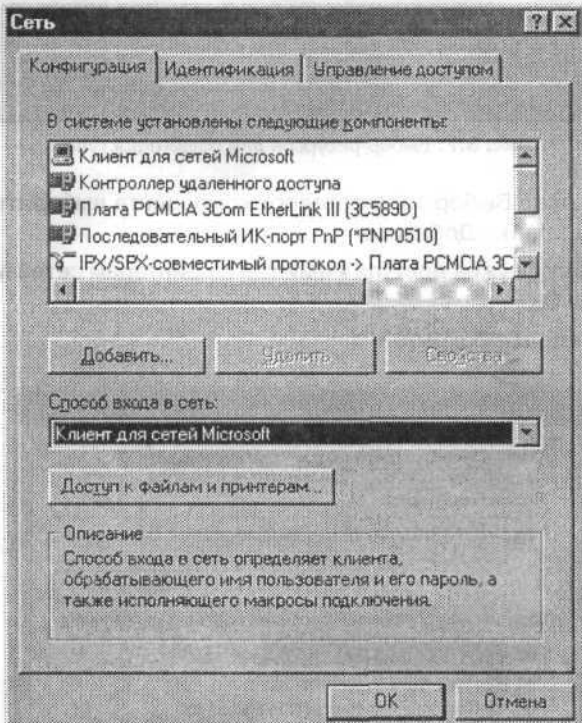 Сеть
Конфигурация
Идентификация
Управление доступом
В системе установлены следующие компоненты:
Клиент для сетей Microsoft
Контроллер удаленного доступа
Плата PCMCIA 3Com EtherLink III (3C589D)
Последовательный ИК-порт PnP (*PNP0510)
IPX/SPX-совместимый протокол -> Плата PCMCIA 3C
Добавить...
Удалить
Свойства
Способ входа в сеть:
Клиент для сетей Microsoft
Доступ к файлам и принтерам...
Описание
Способ входа в сеть определяет клиента,
обрабатывающего имя пользователя и его пароль, а
также исполняющего макросы подключения.
OK
Отмена